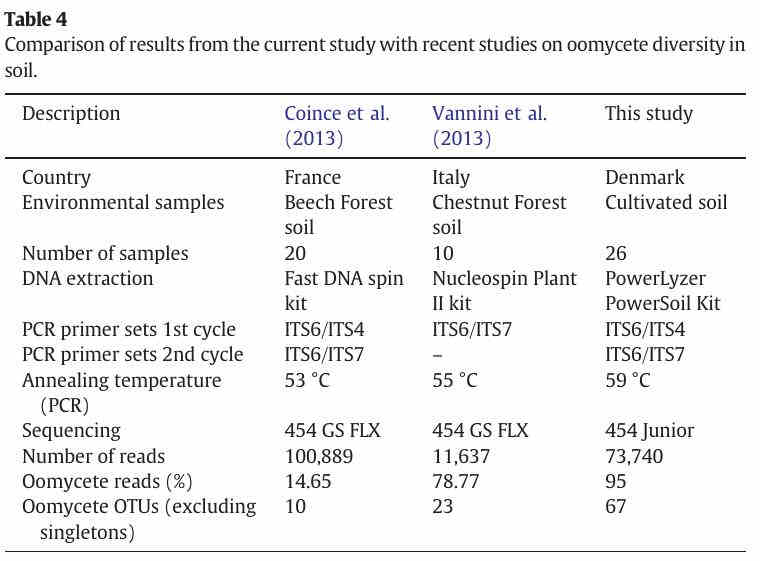 Table 4
Comparison of results from the current study with recent studies on oomycete diversity in
soil.
Description Coince et al. (2013) Vannini et al. (2013) This study
Country France Italy Denmark
Environmental samples Beech Forest soil Chestnut Forest soil Cultivated soil
Number of samples 20 10 26
DNA extraction Fast DNA spin kit Nucleospin Plant II kit PowerLyzer PowerSoil Kit
PCR primer sets 1st cycle ITS6/ITS4 ITS6/ITS7 ITS6/ITS4
PCR primer sets 2nd cycle ITS6/ITS7 – ITS6/ITS7
Annealing temperature (PCR) 53 °C 55 °C 59 °C
Sequencing 454 GS FLX 454 GS FLX 454 Junior
Number of reads 100,889 11,637 73,740
Oomycete reads (%) 14.65 78.77 95
Oomycete OTUs (excluding singletons) 10 23 67